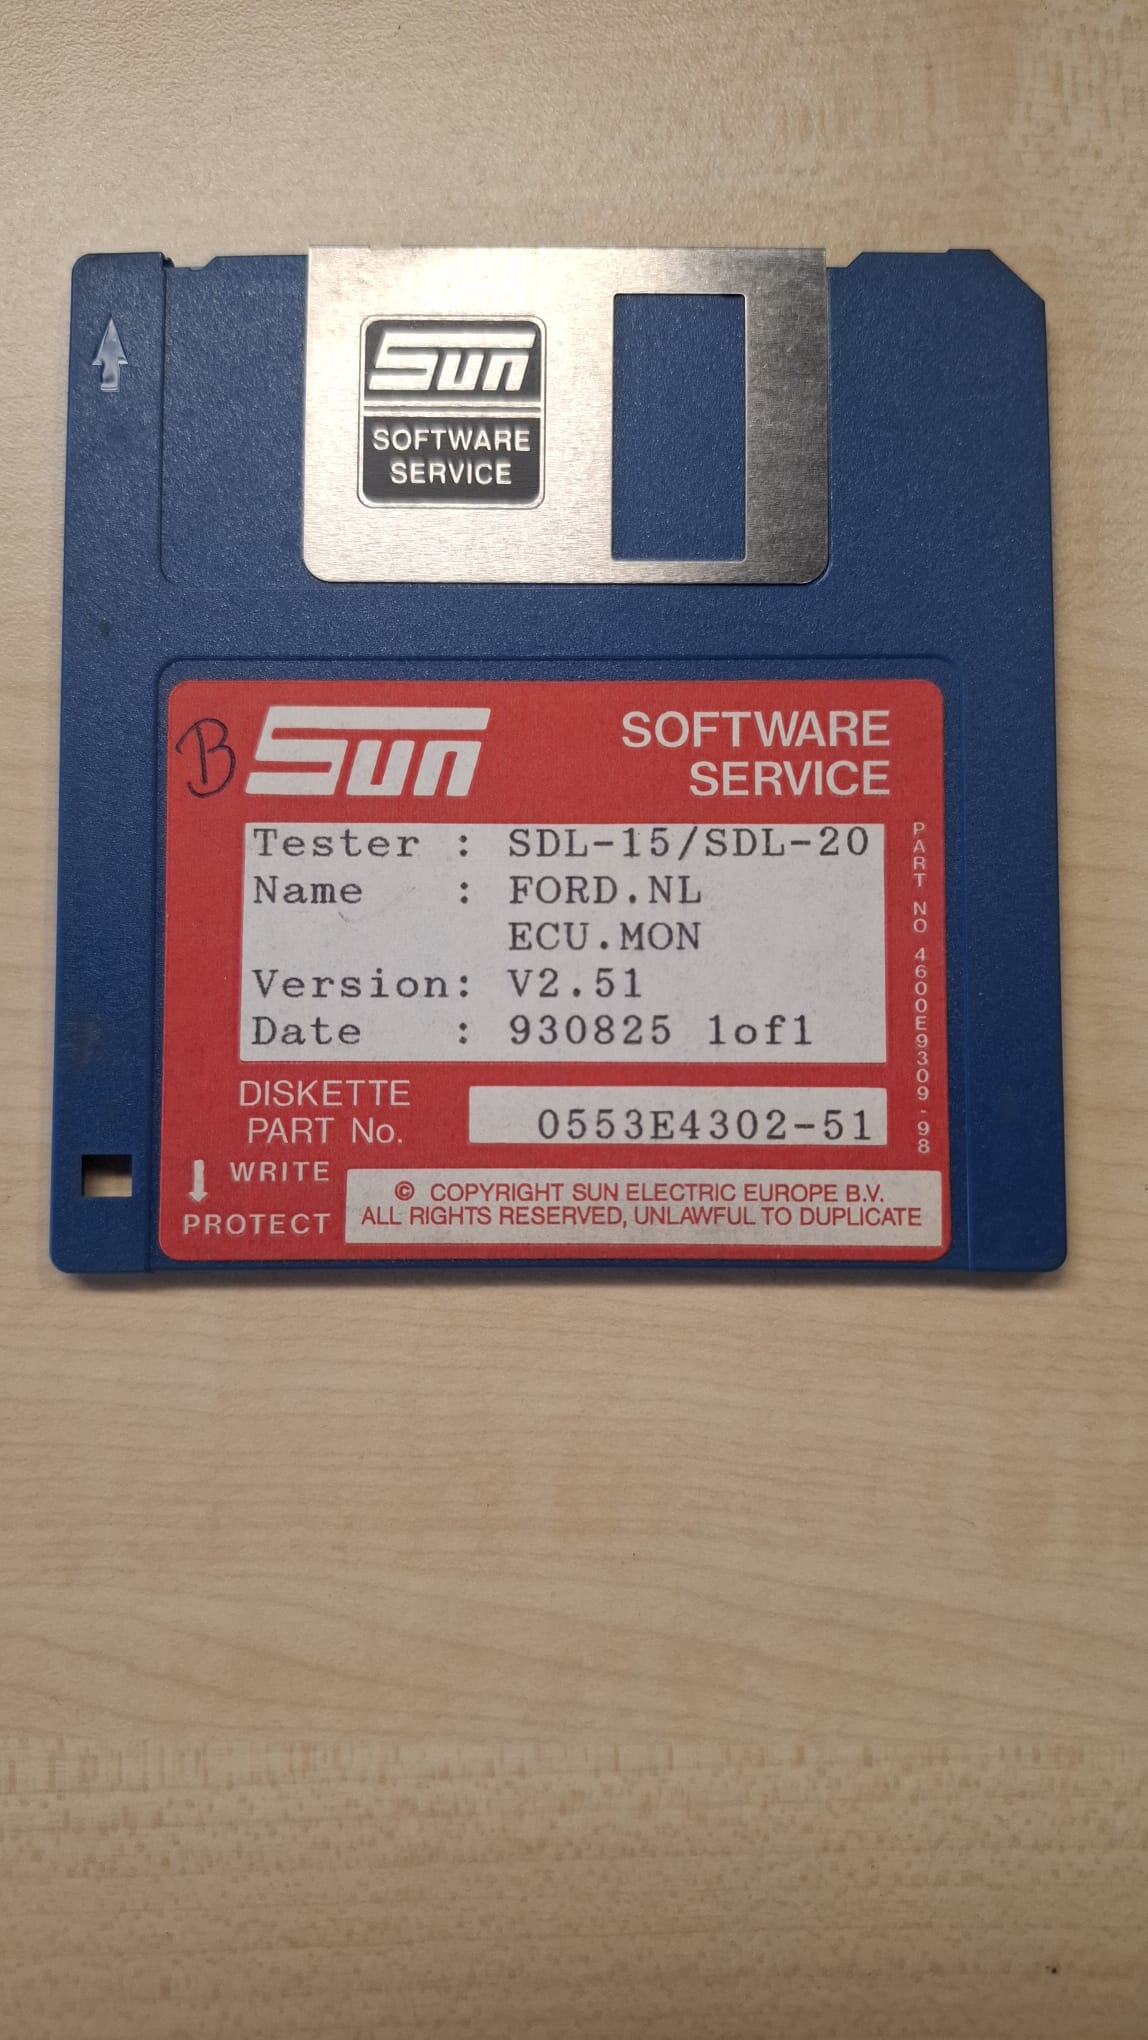 Sun
SOFTWARE
SERVICE
B
Sun
SOFTWARE
SERVICE
Tester : SDL-15/SDL-20
Name : FORD.NL
ECU.MON
Version: V2.51
Date : 930825 1of1
DISKETTE
PART No.
0553E4302-51
WRITE
PROTECT
© COPYRIGHT SUN ELECTRIC EUROPE B.V.
ALL RIGHTS RESERVED, UNLAWFUL TO DUPLICATE
PART NO 4600E9309-98